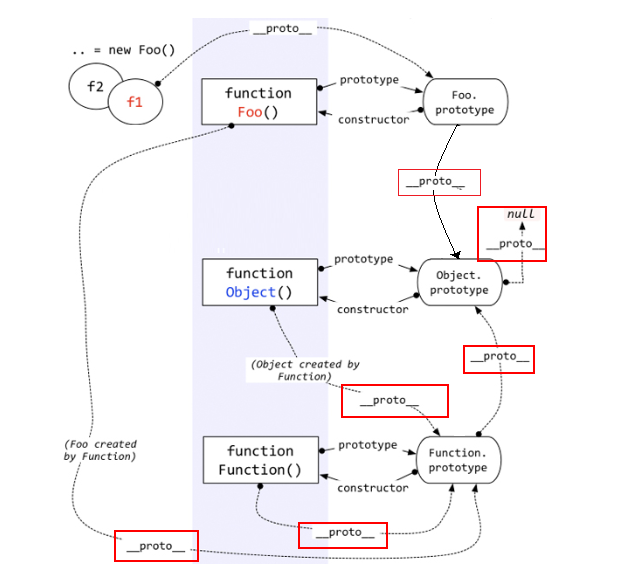 __proto__
.. = new Foo()
f2
f1
function
Foo()
prototype
constructor
Foo.
prototype
__proto__
null
__proto__
function
Object()
prototype
constructor
Object.
prototype
(Object created by
Function)
__proto__
__proto__
(Foo created
by Function)
function
Function()
prototype
constructor
Function.
prototype
__proto__
__proto__